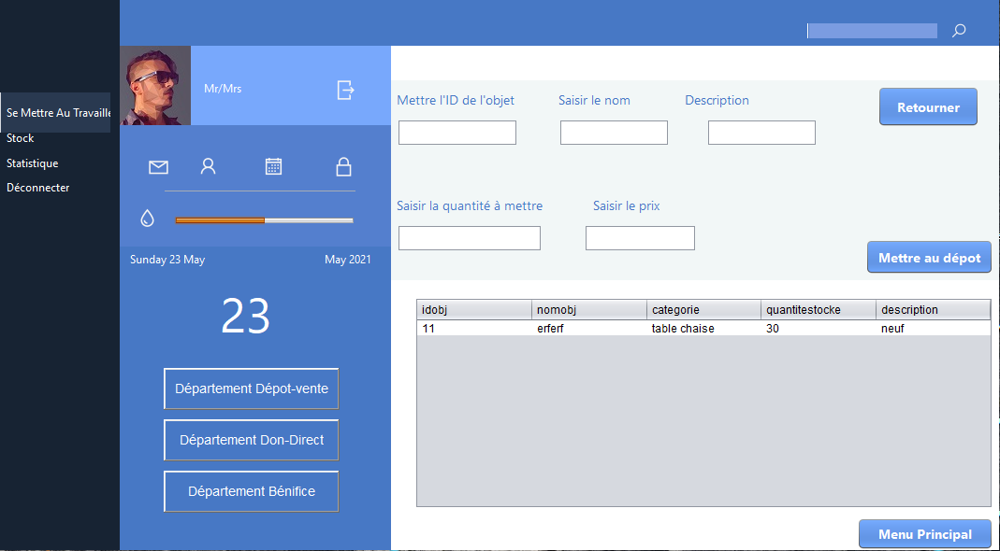 Se Mettre Au Travaille
Stock
Statistique
Déconnecter
Mr/Mrs
Sunday 23 May May 2021
23
Département Dépot-vente
Département Don-Direct
Département Bénifice
Mettre l'ID de l'objet Saisir le nom Description
Retourner
Saisir la quantité à mettre Saisir le prix
Mettre au dépot
idobj nomobj categorie quantitestocke description
11 erferf table chaise 30 neuf
Menu Principal